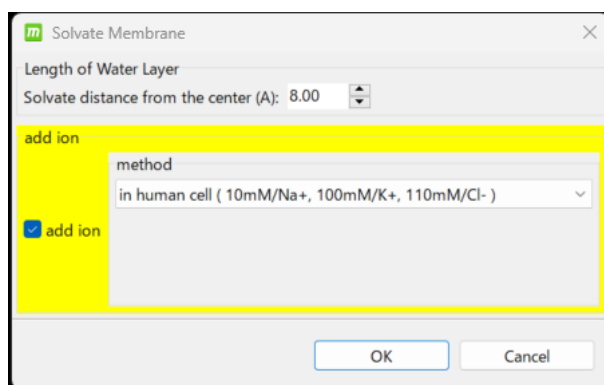 m Solvate Membrane
Length of Water Layer
Solvate distance from the center (A): 8.00
add ion
method
in human cell ( 10mM/Na+, 100mM/K+, 110mM/Cl- )
add ion
OK Cancel